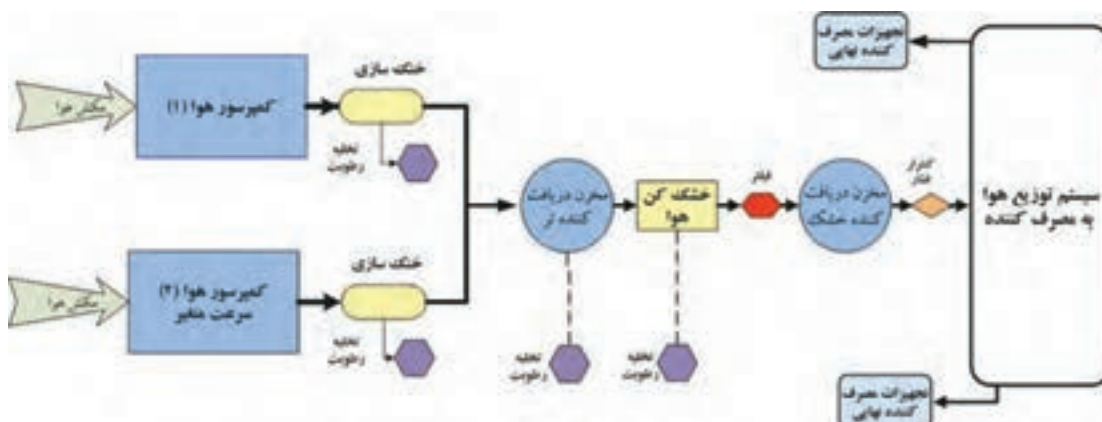 تجهیزات مصرف
کننده نهایی
خنک سازی
مکش هوا
کمپرسور هوا (۱)
تخلیه
رطوبت
مخزن دریافت
کننده تر
خشک کن
هوا
فیلتر
مخزن دریافت
کننده خشک
کنترل
فشار
سیستم توزیع هوا
به مصرف کننده
خنک سازی
مکش هوا
کمپرسور هوا (۲)
سرعت متغیر
تخلیه
رطوبت
تخلیه
رطوبت
تخلیه
رطوبت
تجهیزات مصرف
کننده نهایی